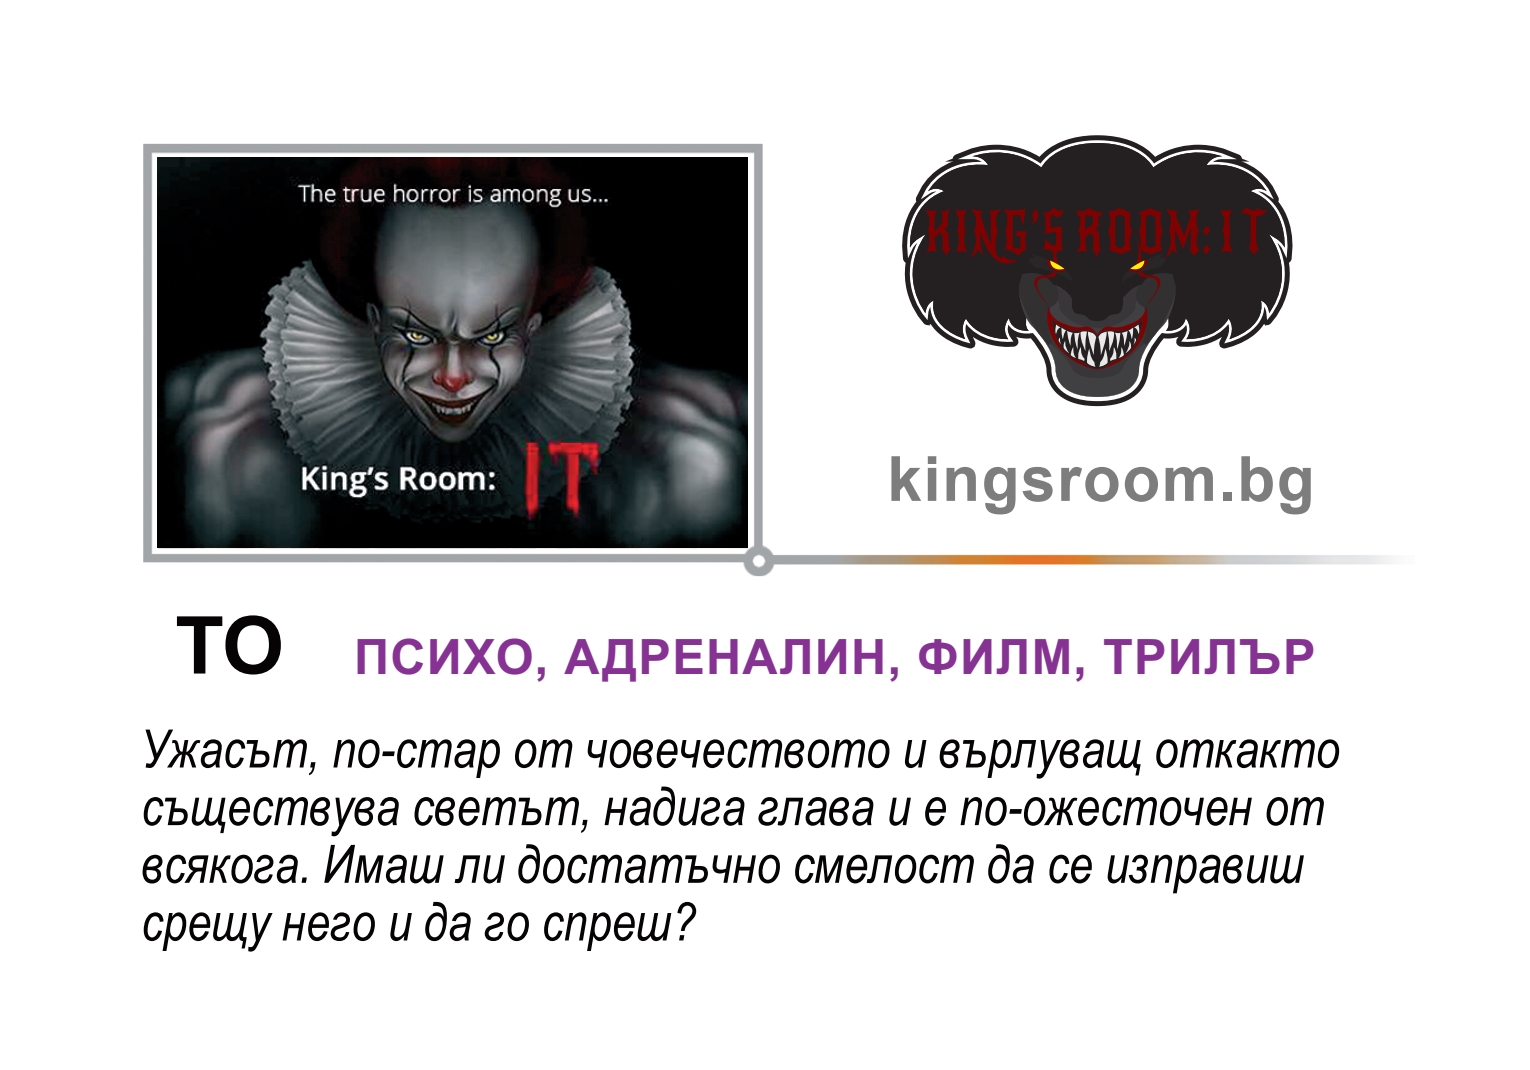 The true horror is among us...
King's Room: IT
KING'S ROOM: IT
kingsroom.bg
ТО
ПСИХО, АДРЕНАЛИН, ФИЛМ, ТРИЛЪР
Ужасът, по-стар от човечеството и върлуващ откакто
съществува светът, надига глава и е по-ожесточен от
всякога. Имаш ли достатъчно смелост да се изправиш
срещу него и да го спреш?